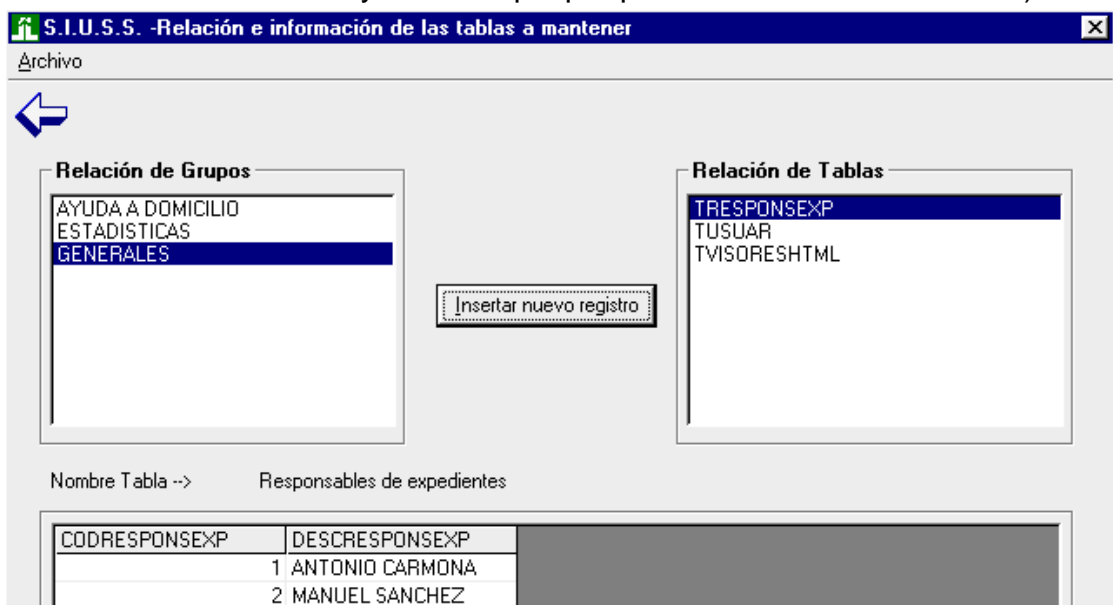 S.I.U.S.S. -Relación e información de las tablas a mantener
Archivo
Relación de Grupos
AYUDA A DOMICILIO
ESTADISTICAS
GENERALES
Insertar nuevo registro
Relación de Tablas
TRESPONSEXP
TUSUAR
TVISORESHTML
Nombre Tabla --> Responsables de expedientes
CODRESPONSEXP DESCRESPONSEXP
1 ANTONIO CARMONA
2 MANUEL SANCHEZ